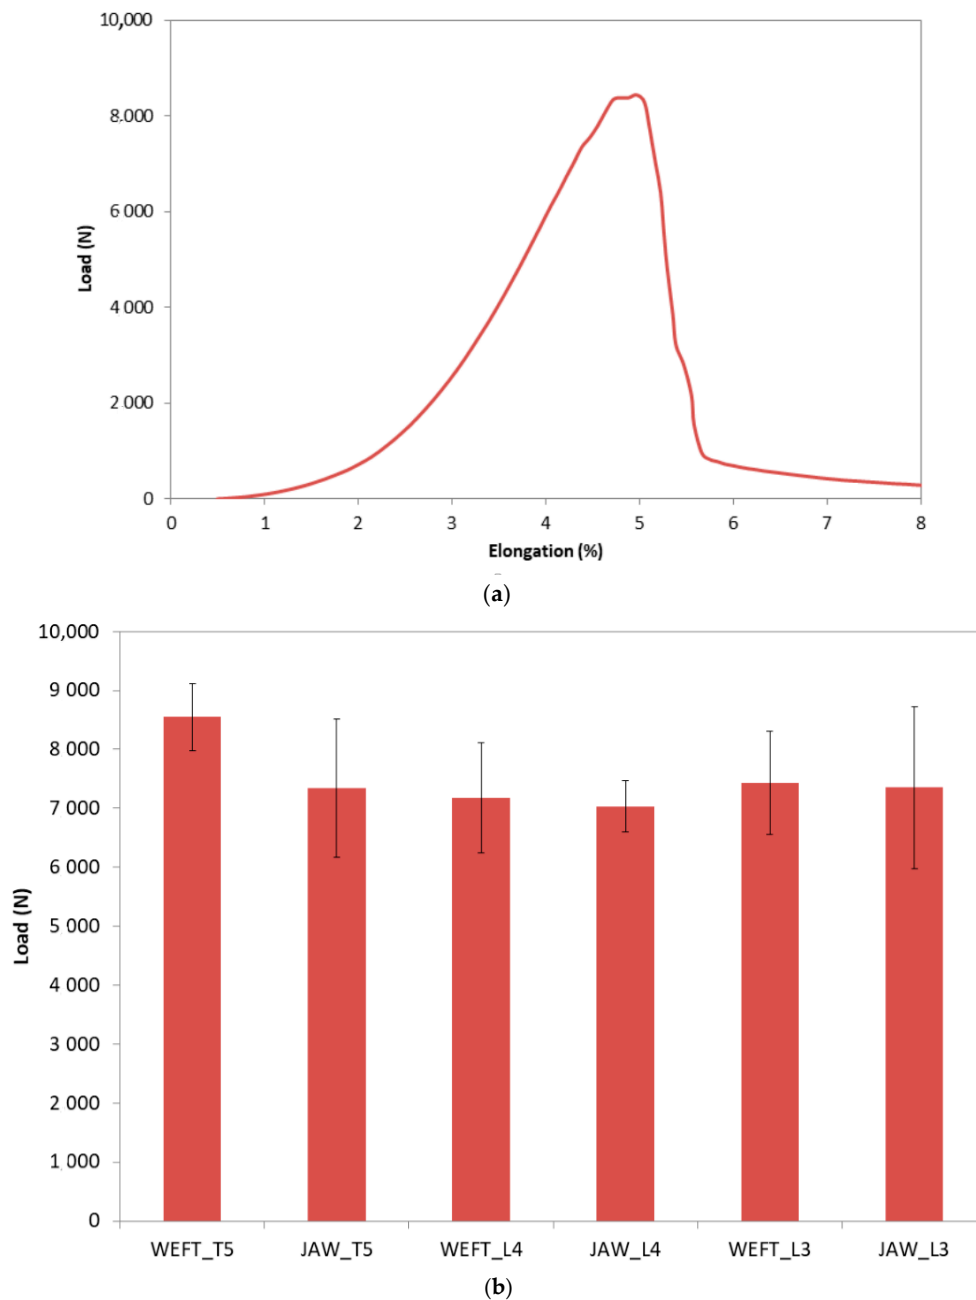 10,000
8 000
6 000
4 000
2 000
0
Load (N)
0 1 2 3 4 5 6 7 8
Elongation (%)
(a)
10,000
9 000
8 000
7 000
6 000
5 000
4 000
3 000
2 000
1 000
0
Load (N)
WEFT_T5 JAW_T5 WEFT_L4 JAW_L4 WEFT_L3 JAW_L3
(b)